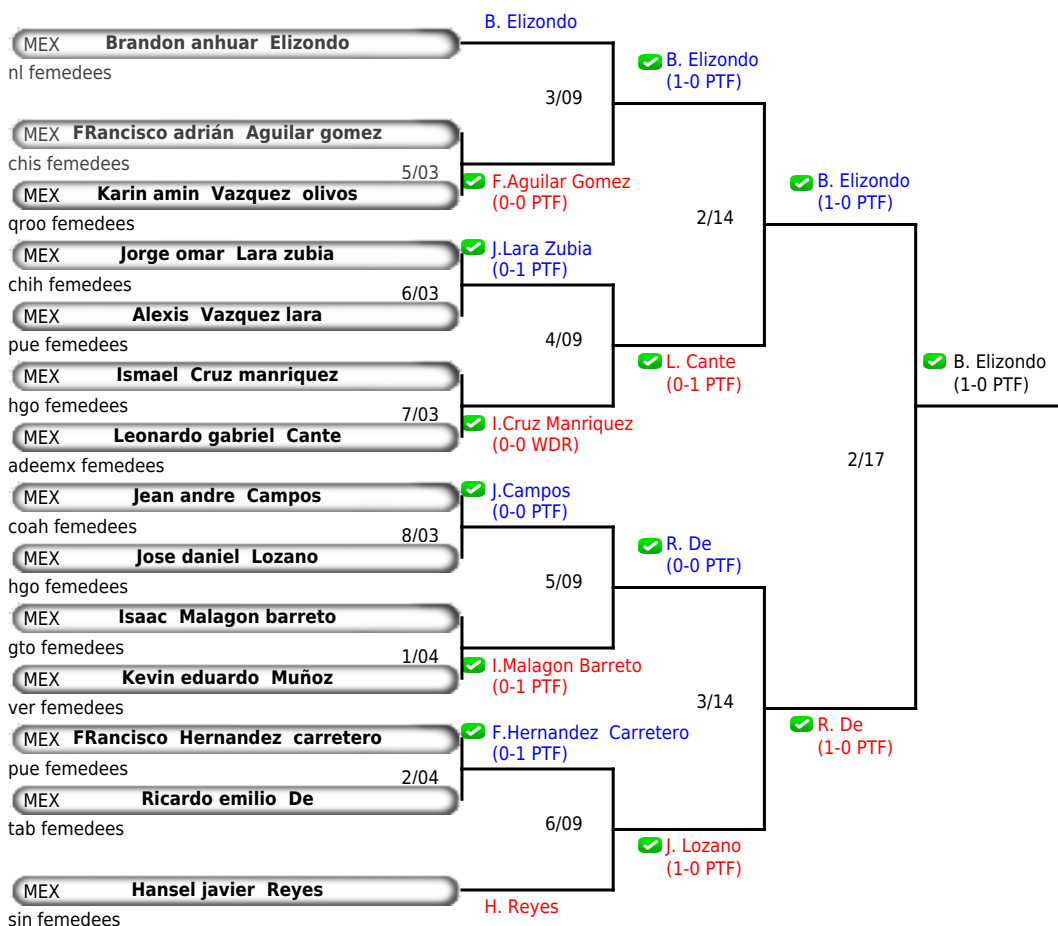 B. Elizondo
MEX Brandon anhuar Elizondo
nl femedees
B. Elizondo
(1-0 PTF)
3/09
MEX FRancisco adrián Aguilar gomez
chis femedees
5/03
F.Aguilar Gomez
(0-0 PTF)
MEX Karin amin Vazquez olivos
qroo femedees
B. Elizondo
(1-0 PTF)
2/14
MEX Jorge omar Lara zubia
chih femedees
J.Lara Zubia
(0-1 PTF)
6/03
MEX Alexis Vazquez lara
pue femedees
4/09
L. Cante
(0-1 PTF)
B. Elizondo
(1-0 PTF)
MEX Ismael Cruz manriquez
hgo femedees
7/03
I.Cruz Manriquez
(0-0 WDR)
MEX Leonardo gabriel Cante
adeemx femedees
2/17
MEX Jean andre Campos
coah femedees
J.Campos
(0-0 PTF)
8/03
MEX Jose daniel Lozano
hgo femedees
R. De
(0-0 PTF)
5/09
MEX Isaac Malagon barreto
gto femedees
1/04
I.Malagon Barreto
(0-1 PTF)
MEX Kevin eduardo Muñoz
ver femedees
3/14
R. De
(1-0 PTF)
MEX FRancisco Hernandez carretero
pue femedees
F.Hernandez Carretero
(0-1 PTF)
2/04
MEX Ricardo emilio De
tab femedees
6/09
J. Lozano
(1-0 PTF)
MEX Hansel javier Reyes
sin femedees
H. Reyes